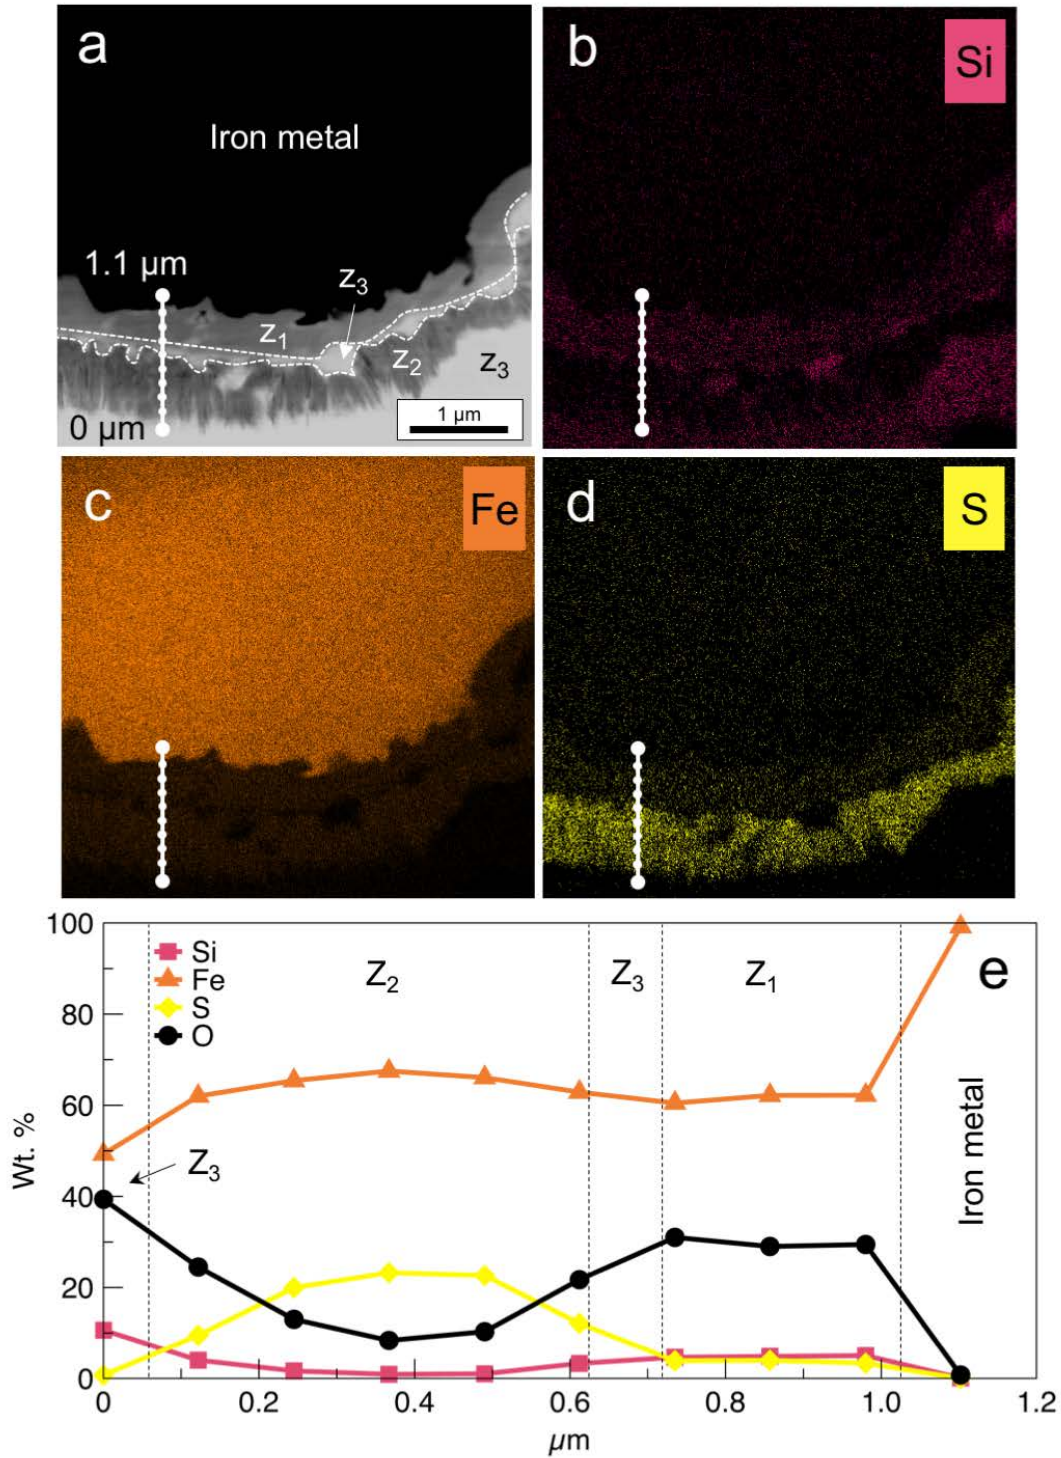 a
Iron metal
1.1 µm
z₃
z₁
z₂
z₃
0 µm
1 µm
b
Si
c
Fe
d
S
100
80
60
40
20
0
Wt. %
Si
Fe
S
O
Z₂
Z₃
Z₁
e
Z₃
Iron metal
0
0.2
0.4
0.6
0.8
1.0
1.2
µm